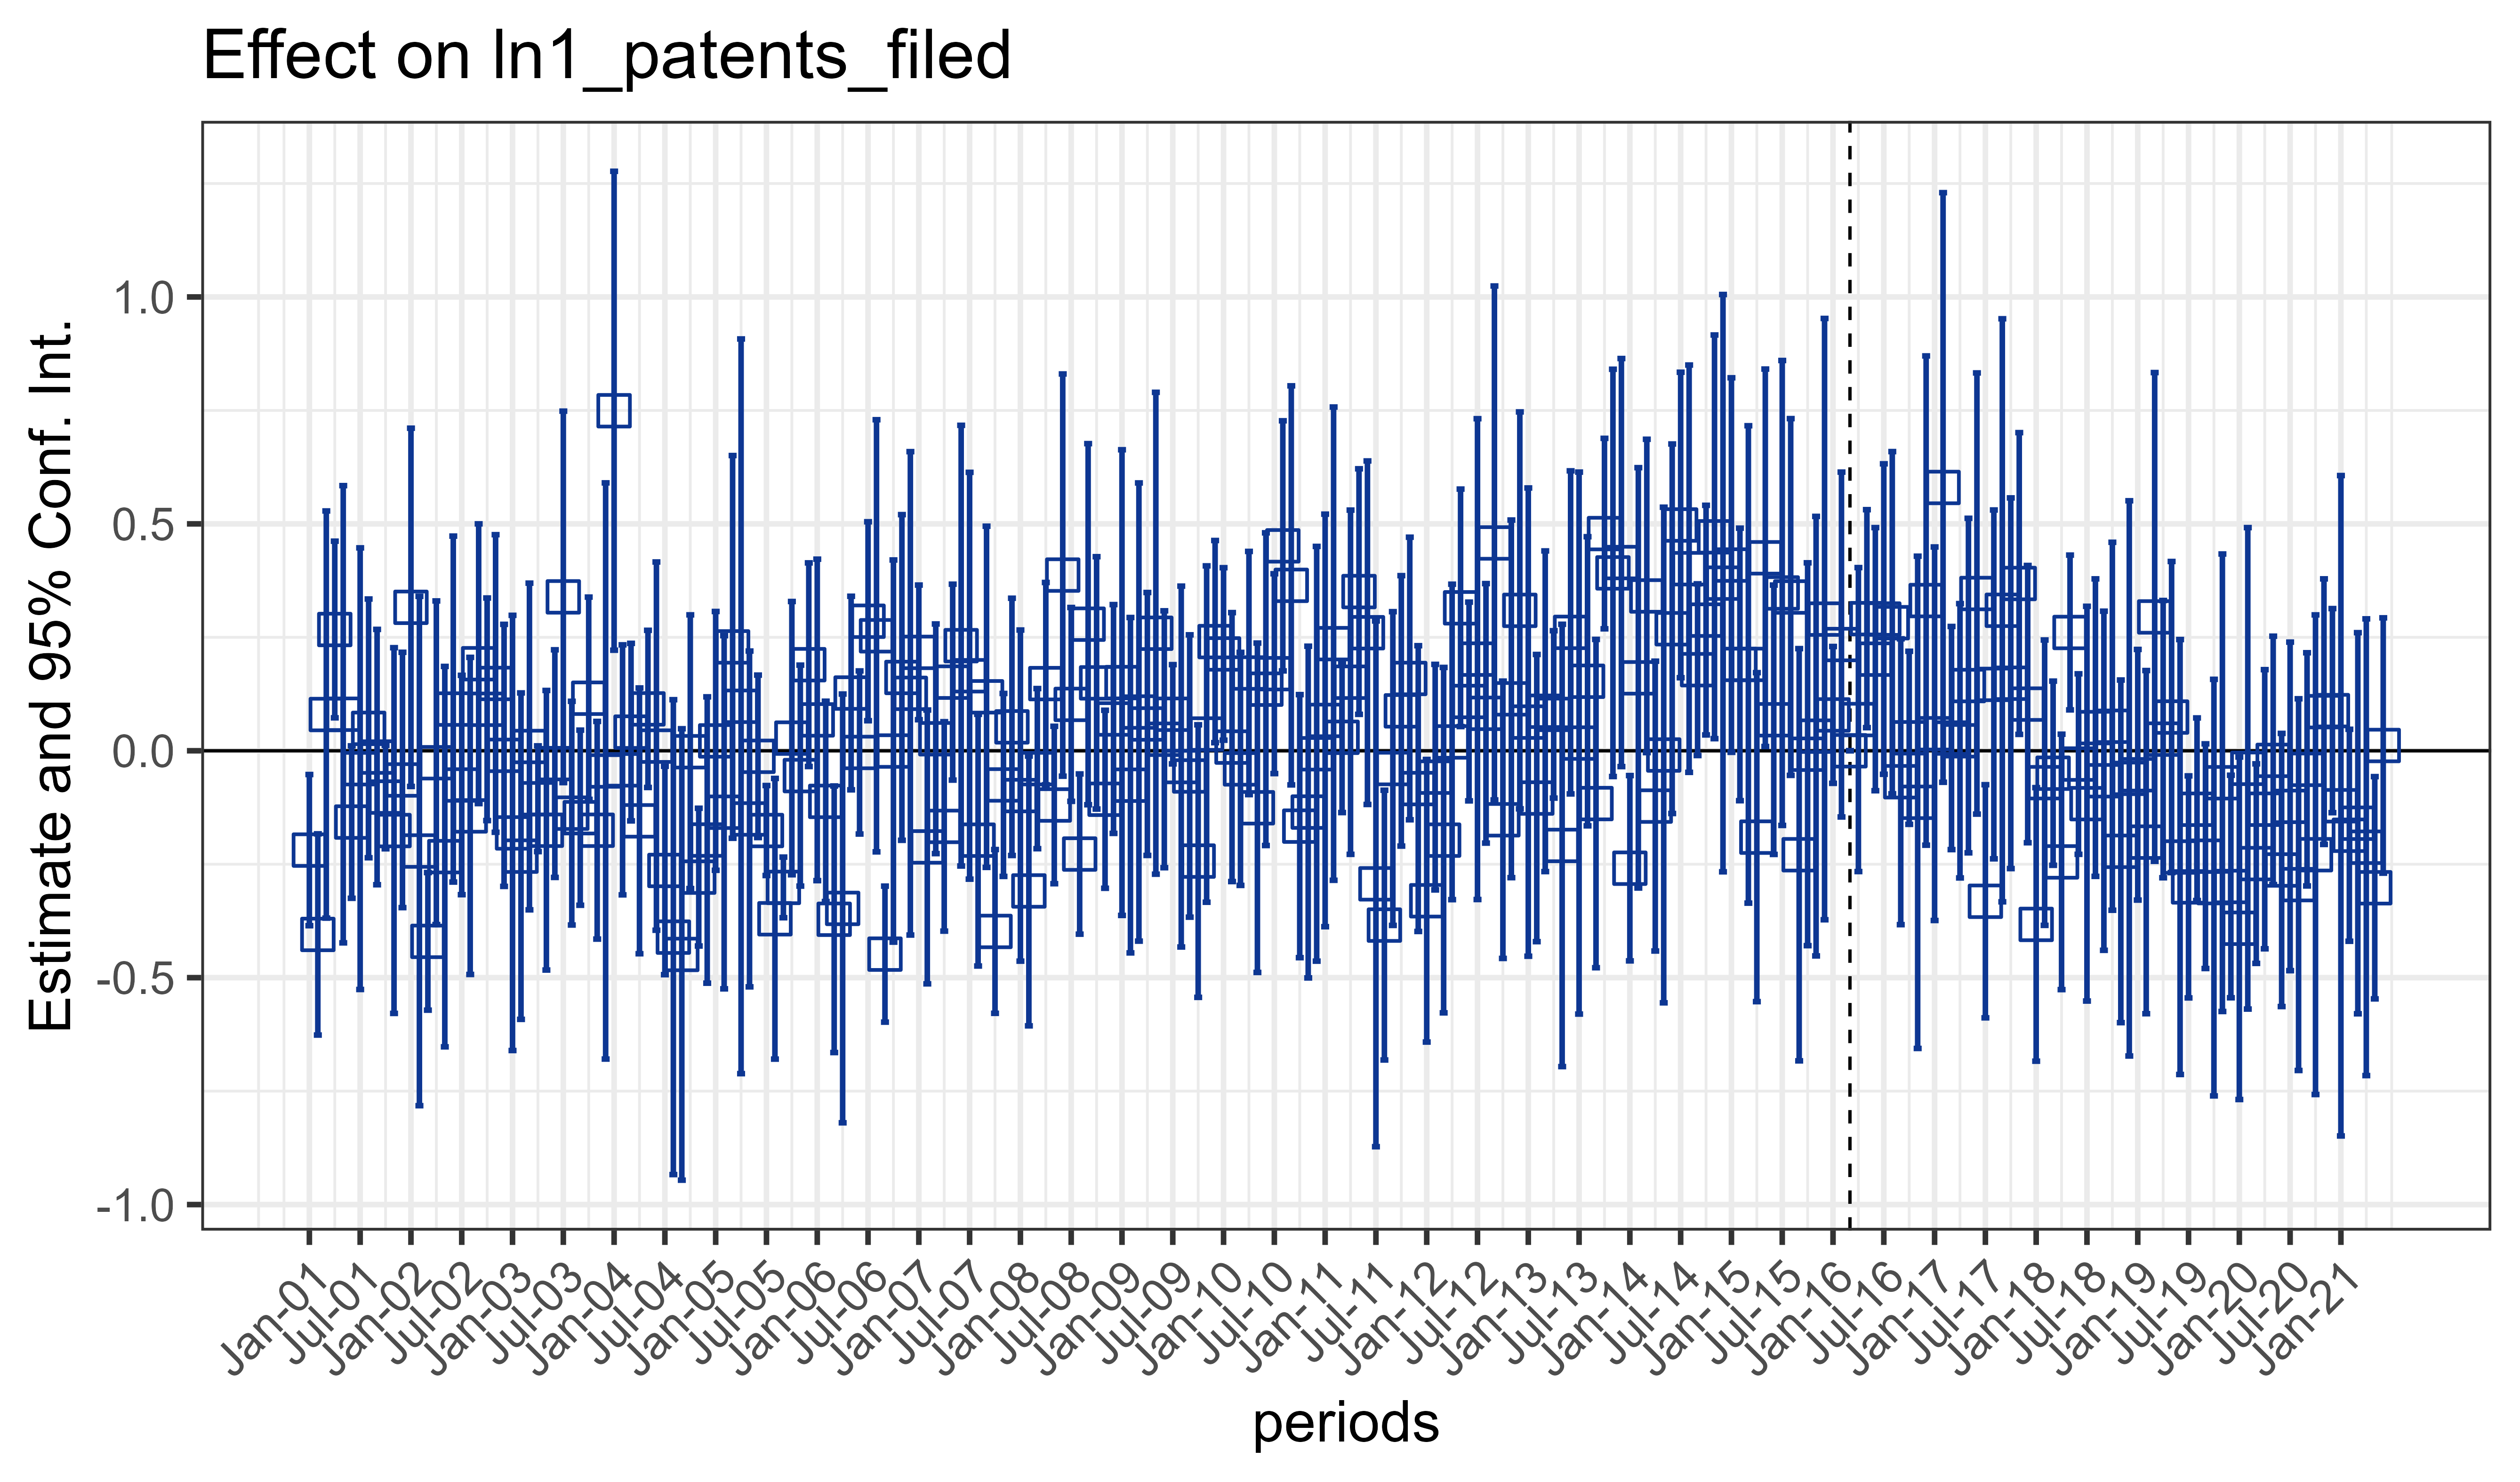 Effect on ln1_patents_filed
Estimate and 95% Conf. Int.
1.0
0.5
0.0
-0.5
-1.0
Jan-01
Jul-01
Jan-02
Jul-02
Jan-03
Jul-03
Jan-04
Jul-04
Jan-05
Jul-05
Jan-06
Jul-06
Jan-07
Jul-07
Jan-08
Jul-08
Jan-09
Jul-09
Jan-10
Jul-10
Jan-11
Jul-11
Jan-12
Jul-12
Jan-13
Jul-13
Jan-14
Jul-14
Jan-15
Jul-15
Jan-16
Jul-16
Jan-17
Jul-17
Jan-18
Jul-18
Jan-19
Jul-19
Jan-20
Jul-20
Jan-21
periods